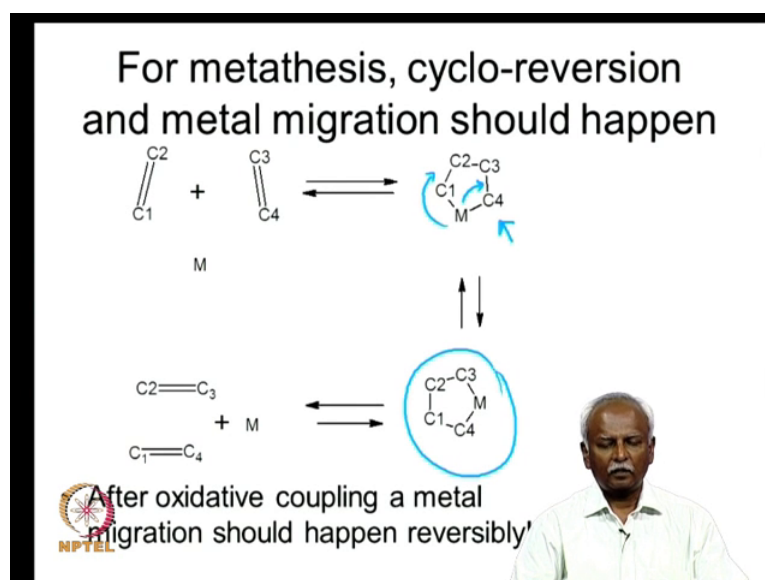 For metathesis, cyclo-reversion
and metal migration should happen
C2 C3 C2-C3
+ C1 C4
C1 C4 M
M
C2 C3 C2-C3
+ M M
C1 C4 C1 C4
After oxidative coupling a metal
migration should happen reversibly!
NPTEL